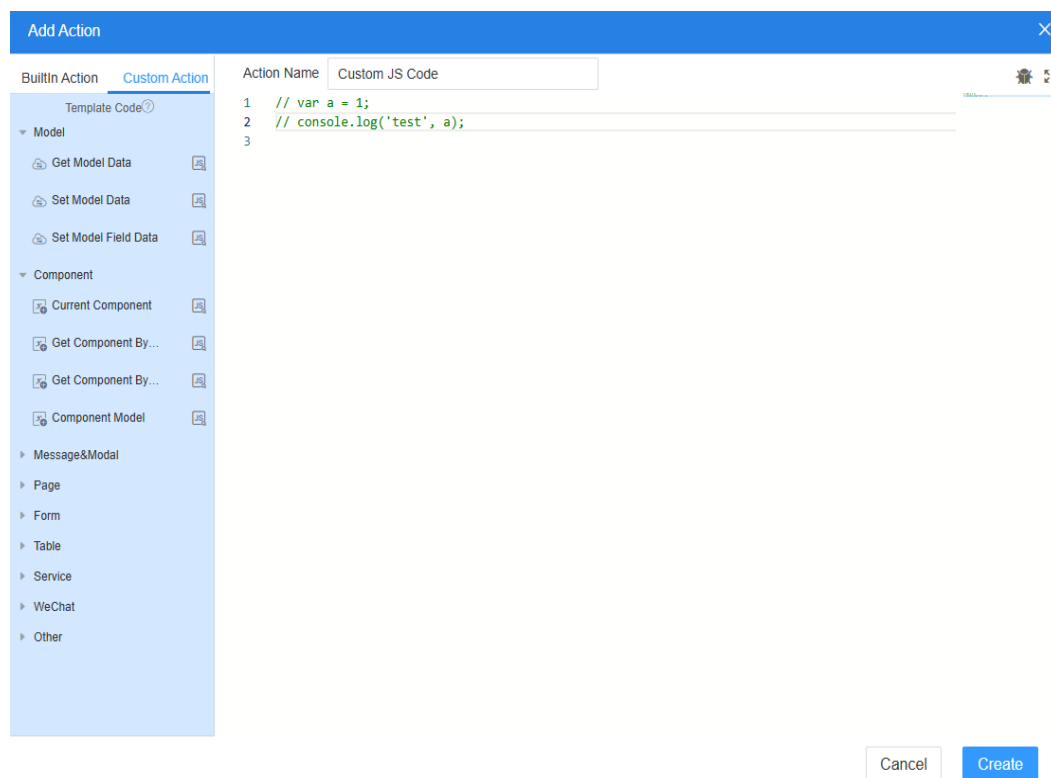 Add Action
BuiltIn Action Custom Action
Action Name Custom JS Code
Template Code
Model
Get Model Data
Set Model Data
Set Model Field Data
Component
Current Component
Get Component By...
Get Component By...
Component Model
Message&Modal
Page
Form
Table
Service
WeChat
Other
1 // var a = 1;
2 // console.log('test', a);
3
Cancel Create